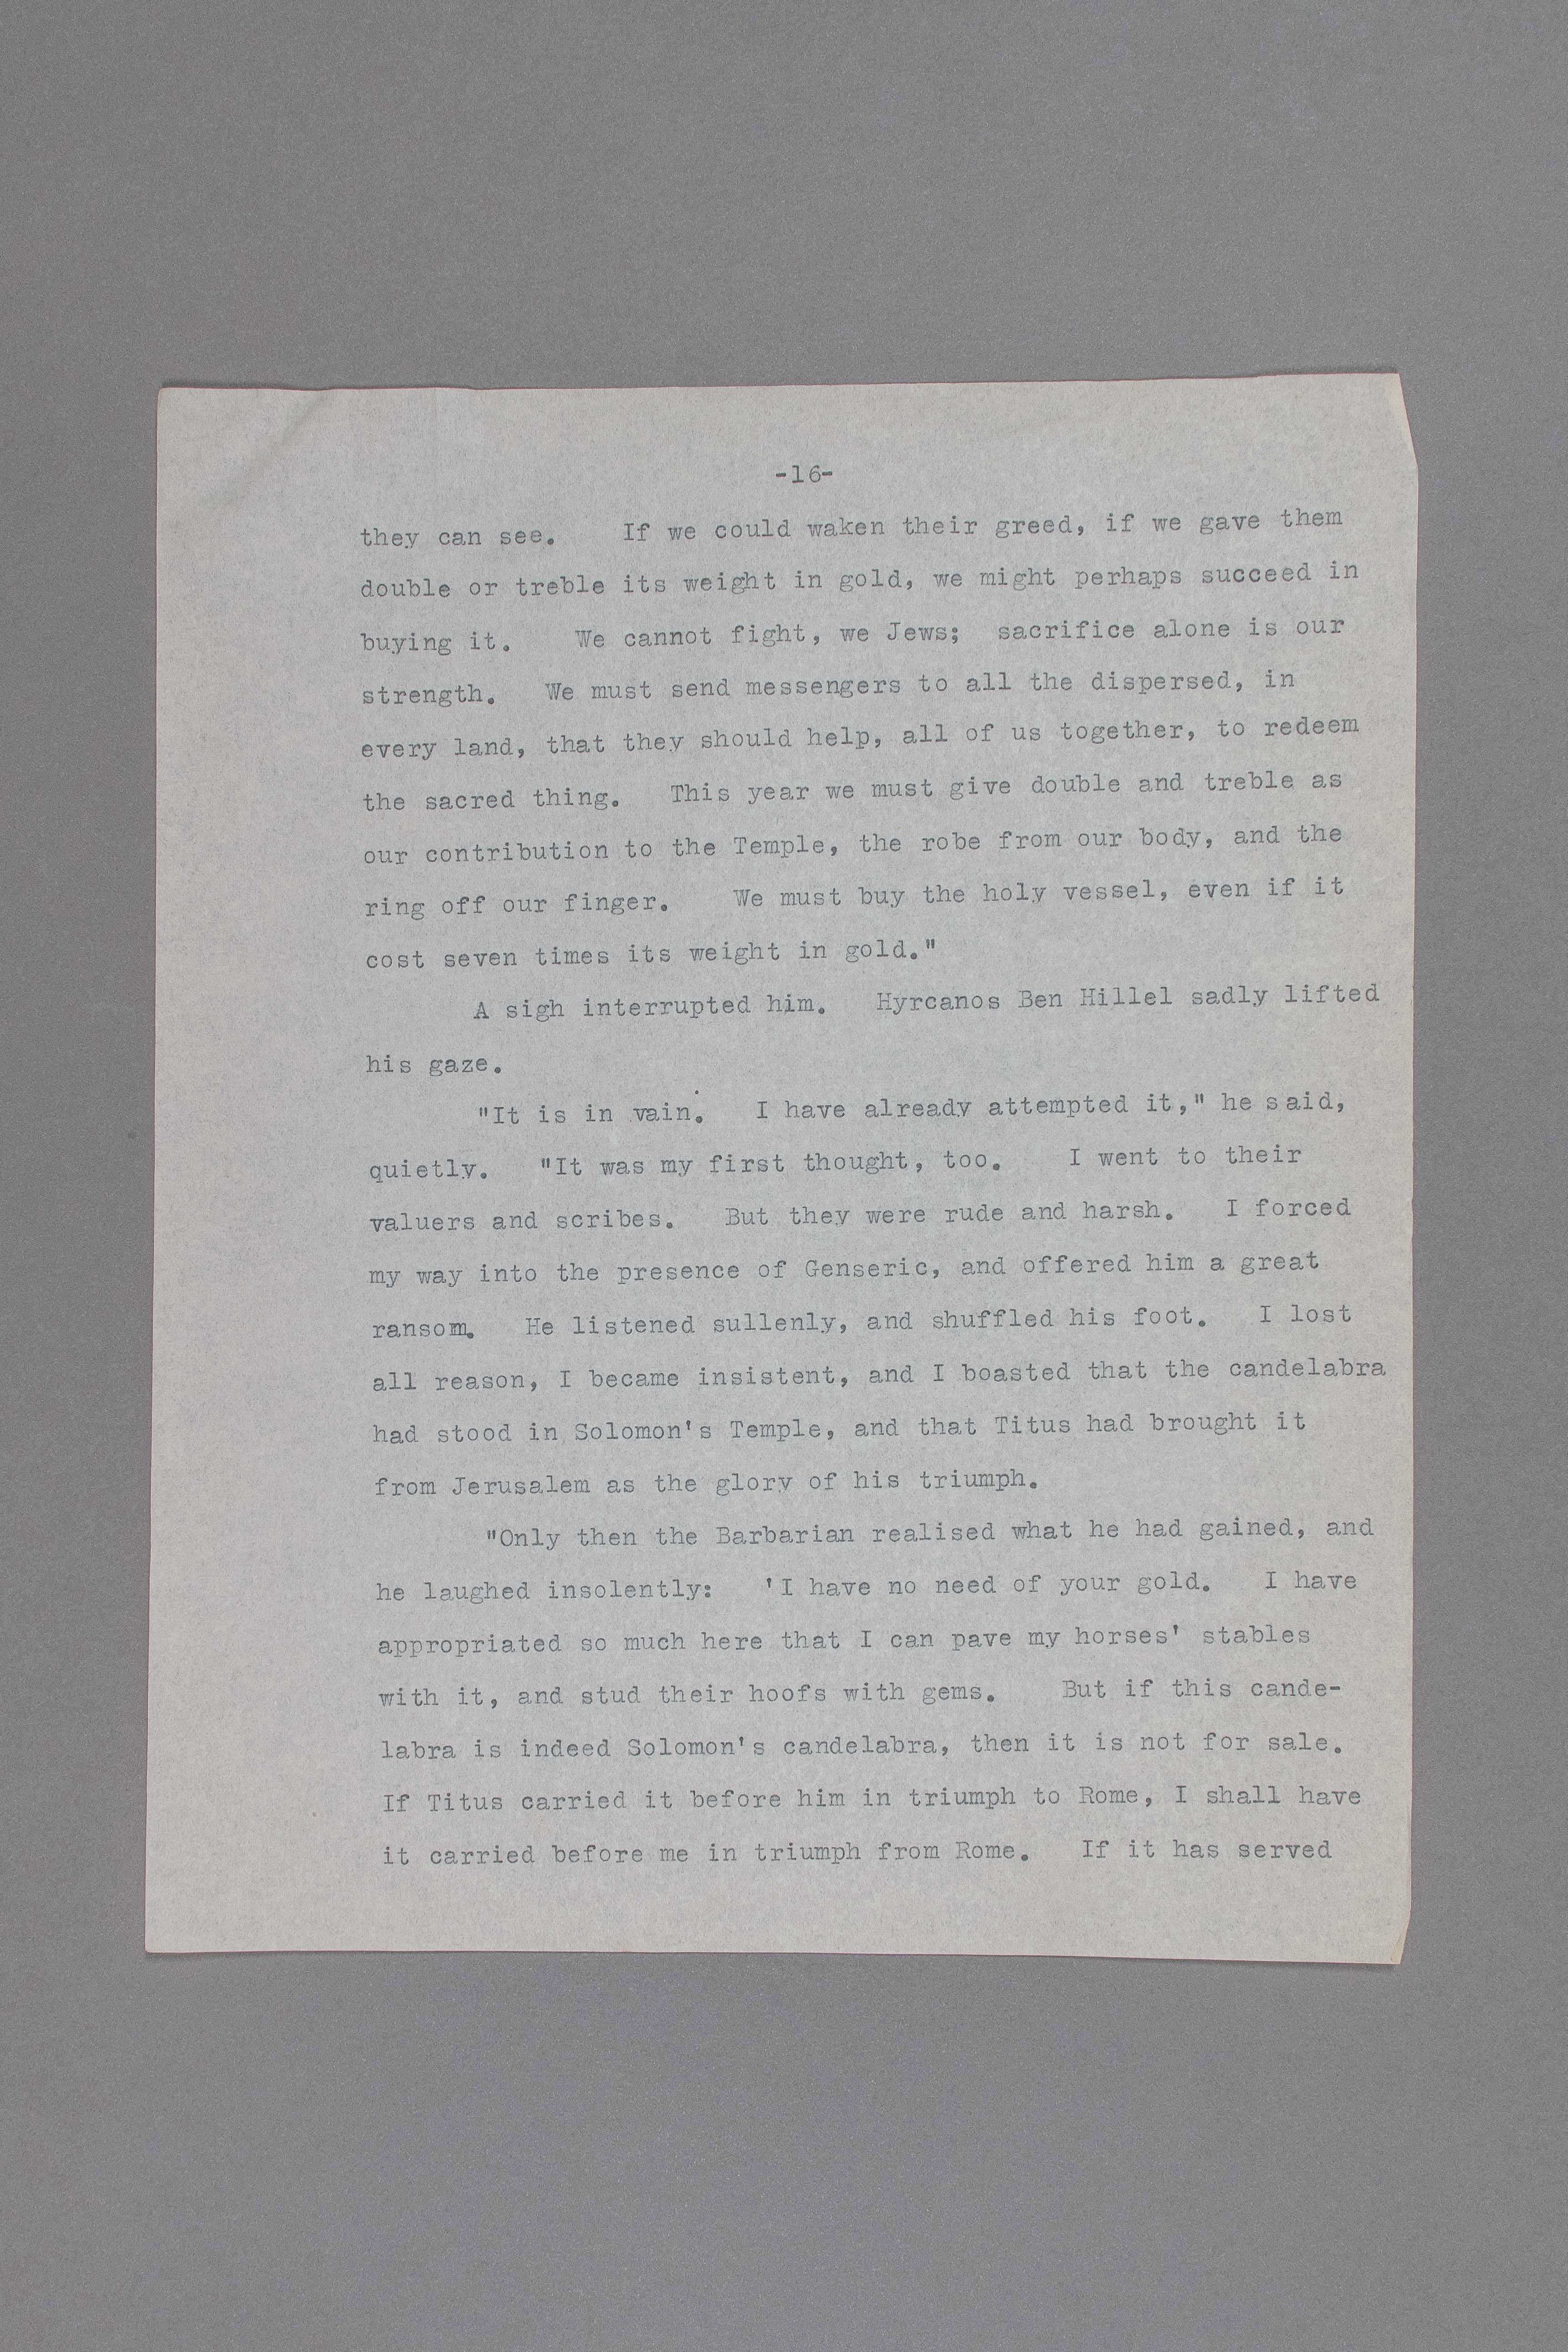 -16-
they can see. If we could waken their greed, if we gave them
double or treble its weight in gold, we might perhaps succeed in
buying it. We cannot fight, we Jews; sacrifice alone is our
strength. We must send messengers to all the dispersed, in
every land, that they should help, all of us together, to redeem
the sacred thing. This year we must give double and treble as
our contribution to the Temple, the robe from our body, and the
ring off our finger. We must buy the holy vessel, even if it
cost seven times its weight in gold."
A sigh interrupted him. Hyrcanos Ben Hillel sadly lifted
his gaze.
"It is in vain. I have already attempted it," he said,
quietly. "It was my first thought, too. I went to their
valuers and scribes. But they were rude and harsh. I forced
my way into the presence of Genseric, and offered him a great
ransom. He listened sullenly, and shuffled his foot. I lost
all reason, I became insistent, and I boasted that the candelabra
had stood in Solomon's Temple, and that Titus had brought it
from Jerusalem as the glory of his triumph.
"Only then the Barbarian realised what he had gained, and
he laughed insolently: 'I have no need of your gold. I have
appropriated so much here that I can pave my horses' stables
with it, and stud their hoofs with gems. But if this cande-
labra is indeed Solomon's candelabra, then it is not for sale.
If Titus carried it before him in triumph to Rome, I shall have
it carried before me in triumph from Rome. If it has served